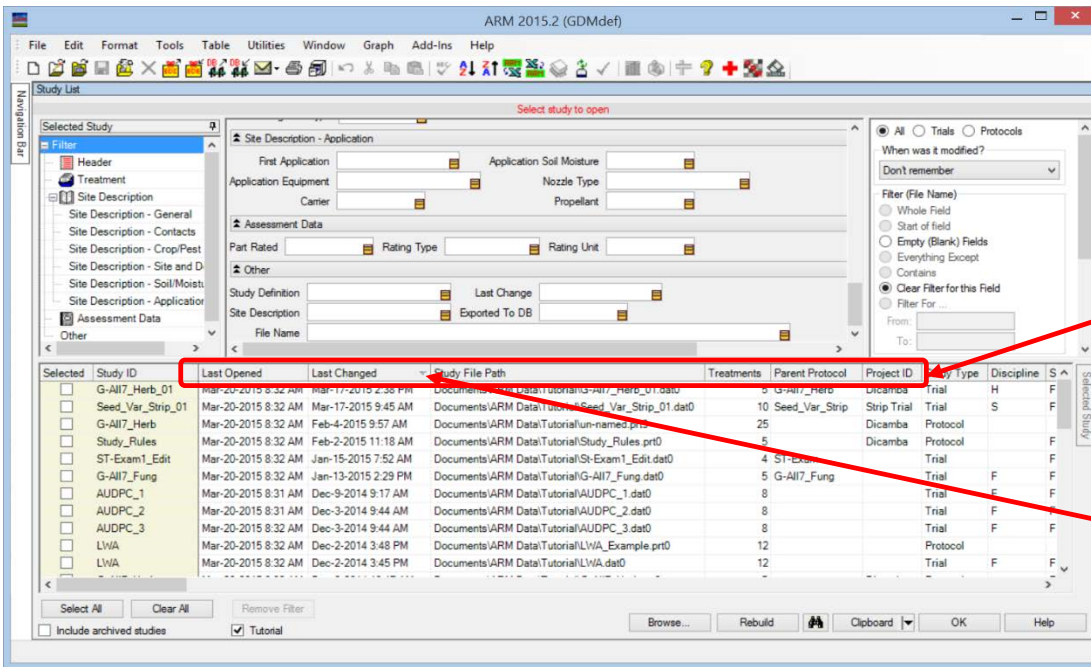 ARM 2015.2 (GDMdef)
File Edit Format Tools Table Utilities Window Graph Add-Ins Help
Navigation Bar
Study List
Select study to open
Selected Study
Filter
Header
Treatment
Site Description
Site Description - General
Site Description - Contacts
Site Description - Crop/Pest
Site Description - Site and D
Site Description - Soil/Moistu
Site Description - Application
Assessment Data
Other
Site Description - Application
First Application Application Soil Moisture
Application Equipment Nozzle Type
Carrier Propellant
Assessment Data
Part Rated Rating Type Rating Unit
Other
Study Definition Last Change
Site Description Exported To DB
File Name
All Trials Protocols
When was it modified?
Don't remember
Filter (File Name)
Whole Field
Start of field
Empty (Blank) Fields
Everything Except
Contains
Clear Filter for this Field
Filter For ...
From:
To:
Selected Study ID Last Opened Last Changed Study File Path Treatments Parent Protocol Project ID Type Discipline S
G-All7_Herb_01 Mar-20-2015 8:32 AM Mar-17-2015 2:38 PM Documents\ARM Data\Tutorial\G-All7_Herb_01.dat0 5 G-All7_Herb Dicamba Trial H F
Seed_Var_Strip_01 Mar-20-2015 8:32 AM Mar-17-2015 9:45 AM Documents\ARM Data\Tutorial\Seed_Var_Strip_01.dat0 10 Seed_Var_Strip Strip Trial Trial S F
G-All7_Herb Mar-20-2015 8:32 AM Feb-4-2015 9:57 AM Documents\ARM Data\Tutorial\un-named.prt0 25 Dicamba Protocol
Study_Rules Mar-20-2015 8:32 AM Feb-2-2015 11:18 AM Documents\ARM Data\Tutorial\Study_Rules.prt0 5 Dicamba Protocol F
ST-Exam1_Edit Mar-20-2015 8:32 AM Jan-15-2015 7:52 AM Documents\ARM Data\Tutorial\St-Exam1_Edit.dat0 4 Trial F
G-All7_Fung Mar-20-2015 8:32 AM Jan-13-2015 2:29 PM Documents\ARM Data\Tutorial\G-All7_Fung.dat0 5 G-All7_Fung Trial F F
AUDPC_1 Mar-20-2015 8:31 AM Dec-9-2014 9:17 AM Documents\ARM Data\Tutorial\AUDPC_1.dat0 8 Trial F F
AUDPC_2 Mar-20-2015 8:31 AM Dec-3-2014 9:44 AM Documents\ARM Data\Tutorial\AUDPC_2.dat0 8 Trial F F
AUDPC_3 Mar-20-2015 8:32 AM Dec-3-2014 9:44 AM Documents\ARM Data\Tutorial\AUDPC_3.dat0 8 Trial F F
LWA Mar-20-2015 8:32 AM Dec-2-2014 3:48 PM Documents\ARM Data\Tutorial\LWA_Example.prt0 12 Protocol
LWA Mar-20-2015 8:32 AM Dec-2-2014 3:45 PM Documents\ARM Data\Tutorial\LWA.dat0 12 Trial F F
Selected Study
Select All Clear All Remove Filter
Browse... Rebuild Clipboard OK Help
Include archived studies Tutorial